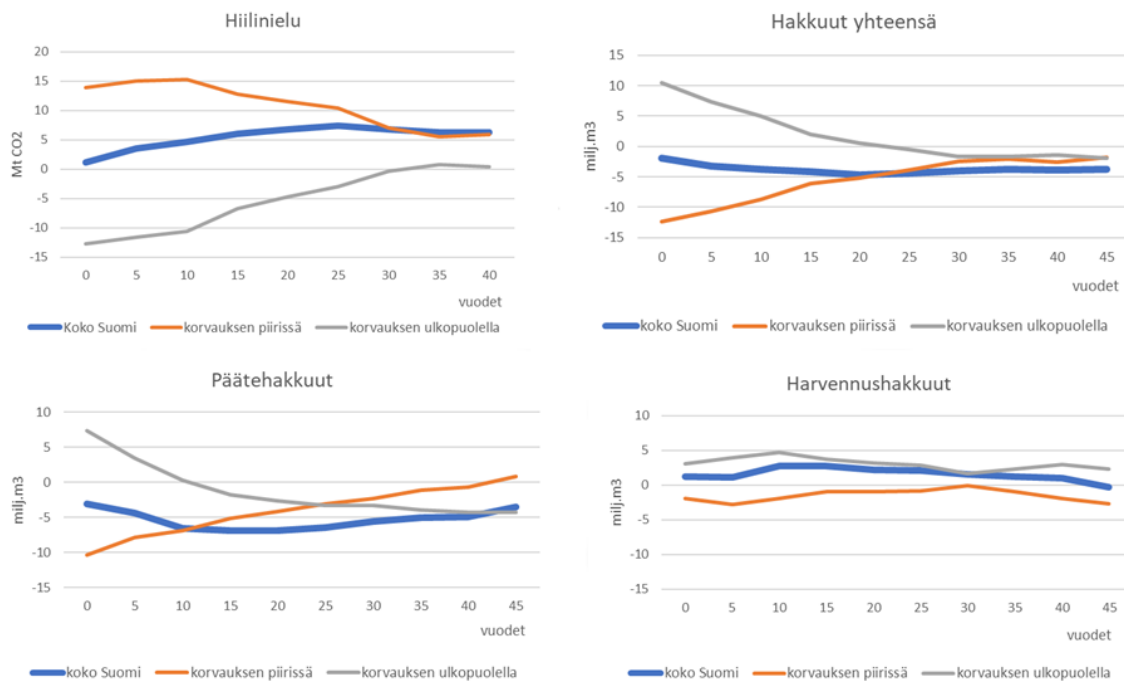 Hiilinielu
Mt CO2
20
15
10
5
0
-5
-10
-15
0 5 10 15 20 25 30 35 40
vuodet
Koko Suomi korvauksen piirissä korvauksen ulkopuolella
Hakkuut yhteensä
milj.m3
15
10
5
0
-5
-10
-15
0 5 10 15 20 25 30 35 40 45
vuodet
koko Suomi korvauksen piirissä korvauksen ulkopuolella
Päätehakkuut
milj.m3
10
5
0
-5
-10
-15
0 5 10 15 20 25 30 35 40 45
vuodet
koko Suomi korvauksen piirissä korvauksen ulkopuolella
Harvennushakkuut
milj.m3
10
5
0
-5
-10
-15
0 5 10 15 20 25 30 35 40 45
vuodet
koko Suomi korvauksen piirissä korvauksen ulkopuolella